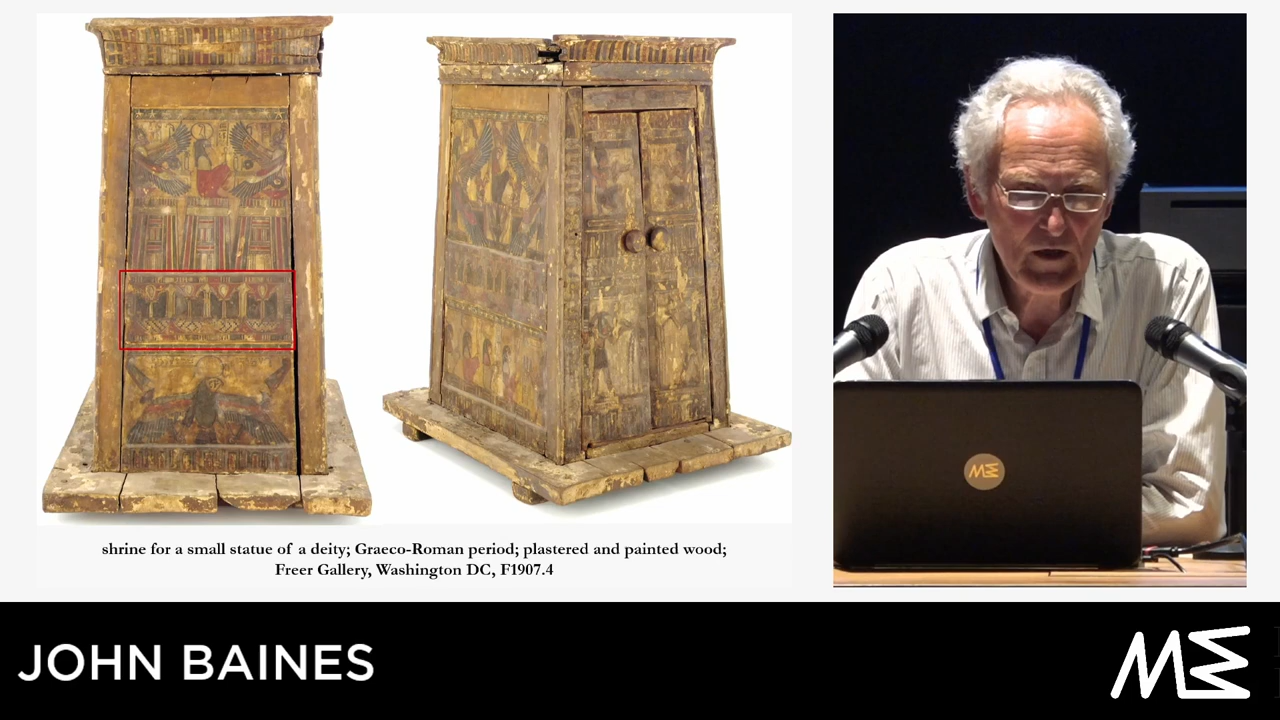 shrine for a small statue of a deity; Graeco-Roman period; plastered and painted wood;
Freer Gallery, Washington DC, F1907.4
JOHN BAINES